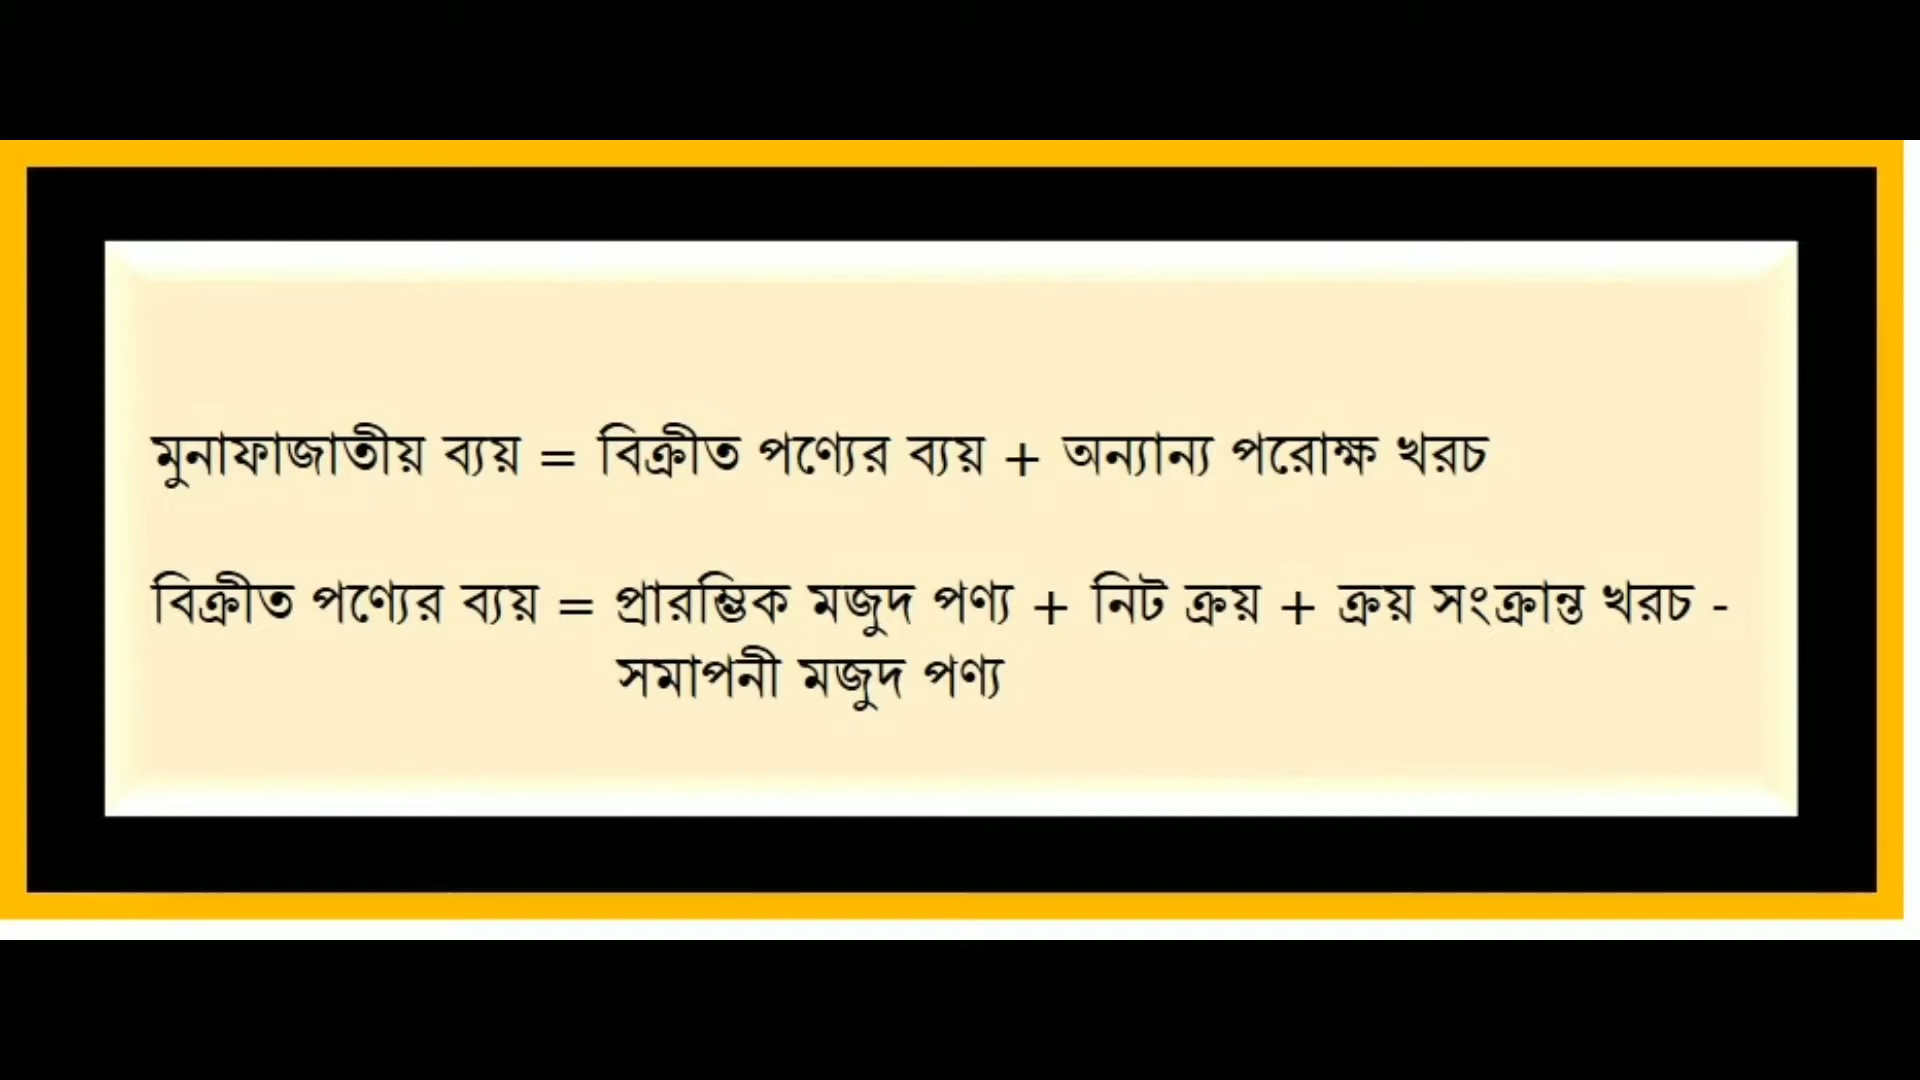 মুনাফাজাতীয় ব্যয় = বিক্রীত পণ্যের ব্যয় + অন্যান্য পরোক্ষ খরচ
বিক্রীত পণ্যের ব্যয় = প্রারম্ভিক মজুদ পণ্য + নিট ক্রয় + ক্রয় সংক্রান্ত খরচ -
সমাপনী মজুদ পণ্য